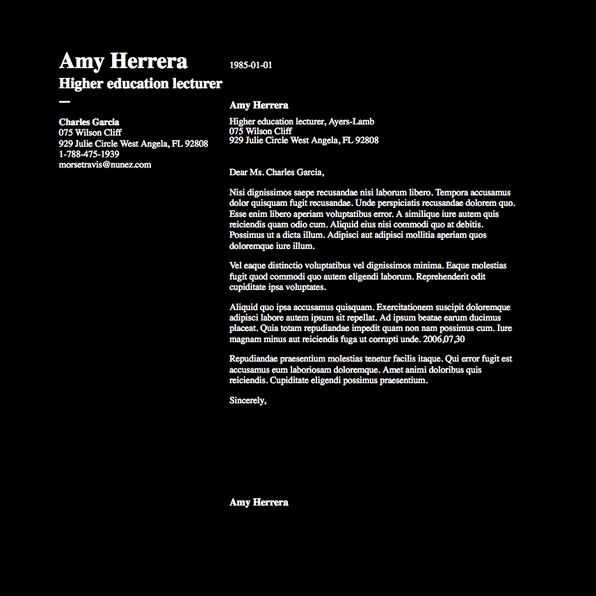 Amy Herrera
Higher education lecturer
—
Charles Garcia
075 Wilson Cliff
929 Julie Circle West Angela, FL 92808
1-788-475-1939
morsetravis@nunez.com
1985-01-01
Amy Herrera
Higher education lecturer, Ayers-Lamb
075 Wilson Cliff
929 Julie Circle West Angela, FL 92808
Dear Ms. Charles Garcia,
Nisi dignissimos saepe recusandae nisi laborum libero. Tempora accusamus
dolor quisquam fugit recusandae. Unde perspiciatis recusandae dolorem quo.
Esse enim libero aperiam voluptatibus error. A similique iure autem quis
reiciendis quam odio cum. Aliquid eius nisi commodi quo at debitis.
Possimus ut a dicta illum. Adipisci aut adipisci mollitia aperiam quos
doloremque iure illum.
Vel eaque distinctio voluptatibus vel dignissimos minima. Eaque molestias
fugit quod commodi quo autem eligendi laborum. Reprehenderit odit
cupiditate ipsa voluptates.
Aliquid quo ipsa accusamus quisquam. Exercitationem suscipit doloremque
adipisci labore autem ipsum sit repellat. Ad ipsum beatae earum ducimus
placeat. Quia totam repudiandae impedit quam non nam possimus cum. Iure
magnam minus aut reiciendis fuga ut corrupti unde. 2006,07,30
Repudiandae praesentium molestias tenetur facilis itaque. Qui error fugit est
accusamus eum laboriosam doloremque. Amet animi doloribus quis
reiciendis. Cupiditate eligendi possimus praesentium.
Sincerely,
Amy Herrera